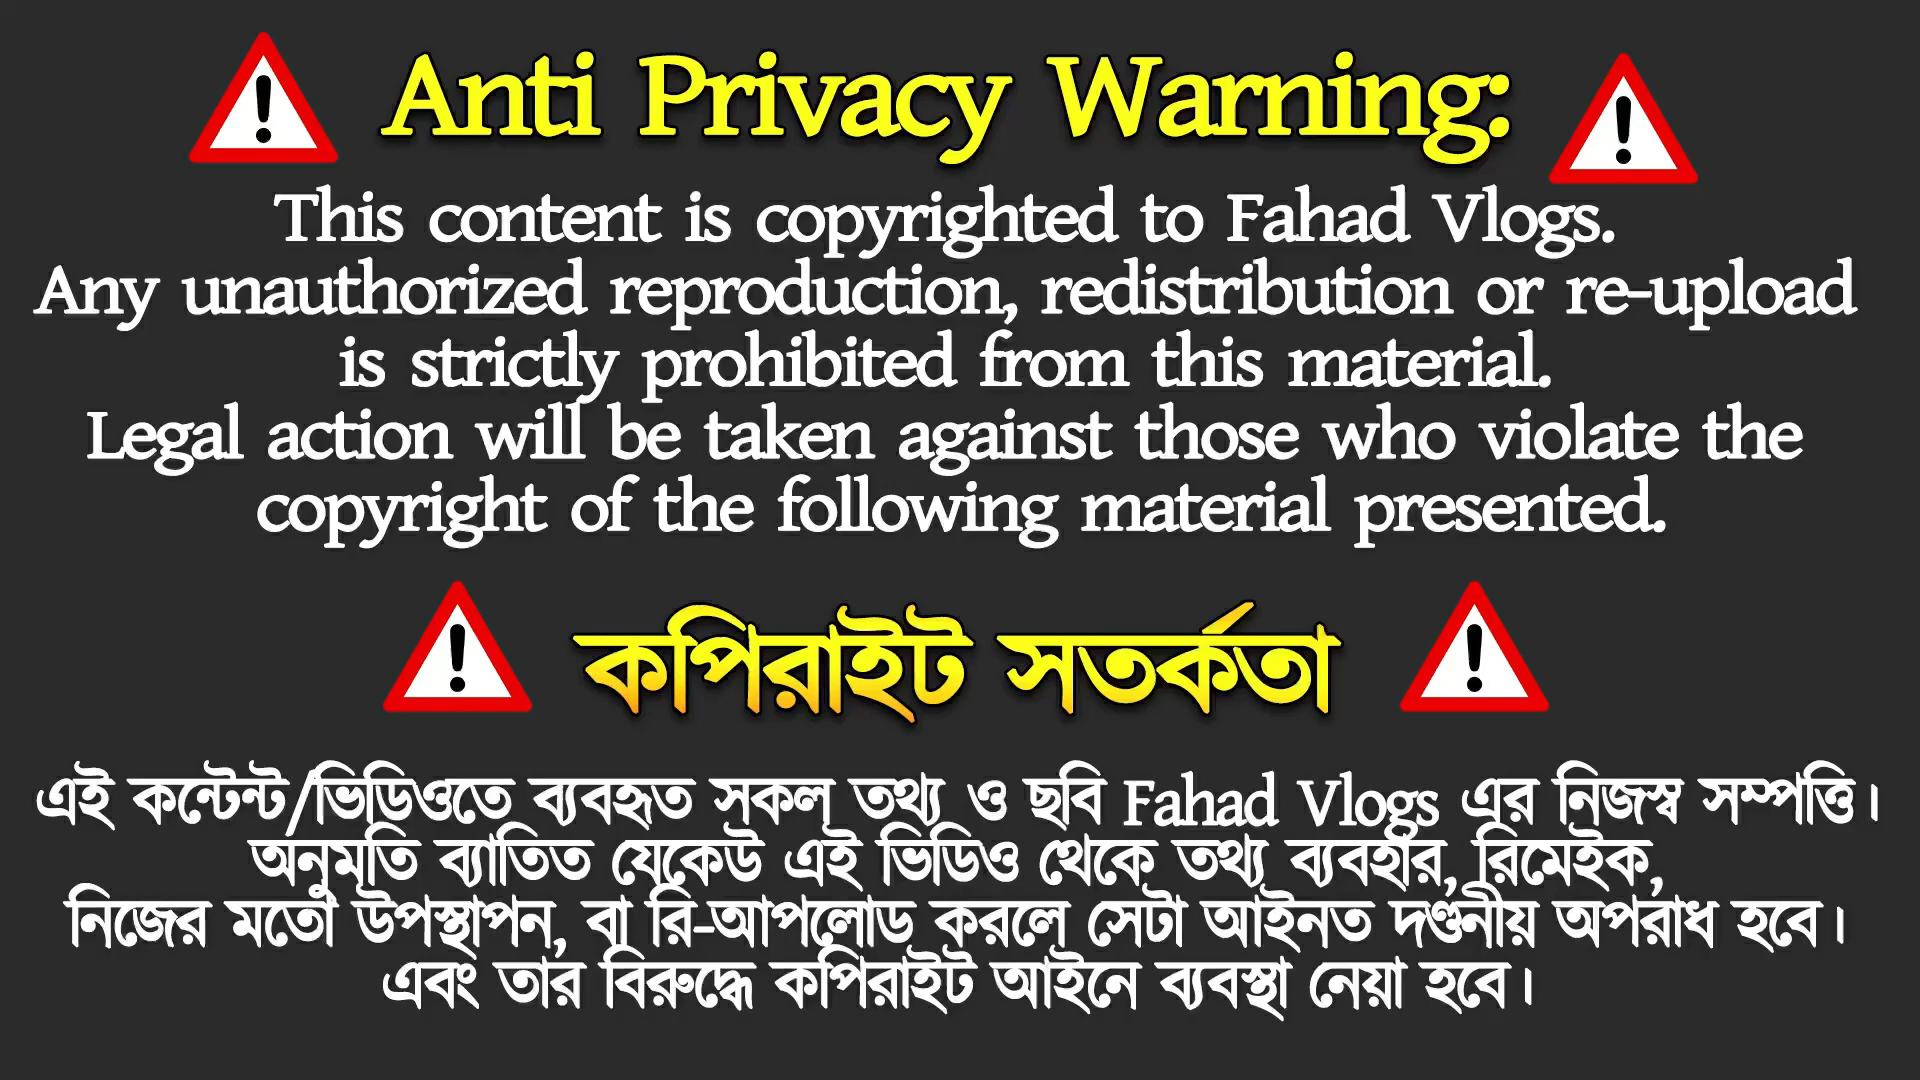 Anti Privacy Warning:
This content is copyrighted to Fahad Vlogs.
Any unauthorized reproduction, redistribution or re-upload
is strictly prohibited from this material.
Legal action will be taken against those who violate the
copyright of the following material presented.
কপিরাইট সতর্কতা
এই কন্টেন্ট/ভিডিওতে ব্যবহৃত সকল তথ্য ও ছবি Fahad Vlogs এর নিজস্ব সম্পত্তি।
অনুমতি ব্যাতিত যেকেউ এই ভিডিও থেকে তথ্য ব্যবহার, রিমেইক,
নিজের মতো উপস্থাপন, বা রি-আপলোড করলে সেটা আইনত দণ্ডনীয় অপরাধ হবে।
এবং তার বিরুদ্ধে কপিরাইট আইনে ব্যবস্থা নেয়া হবে।